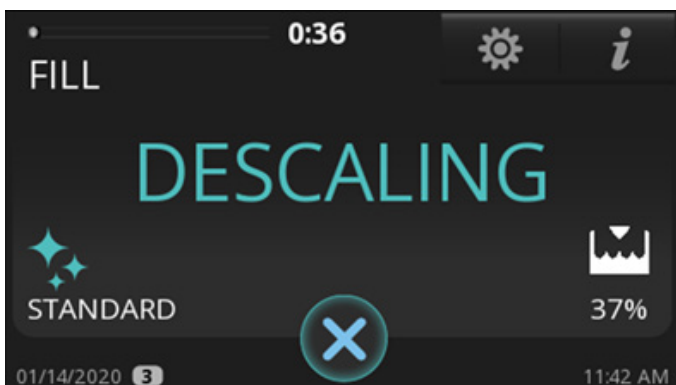 0:36
FILL
DESCALING
STANDARD
37%
01/14/2020 3
11:42 AM